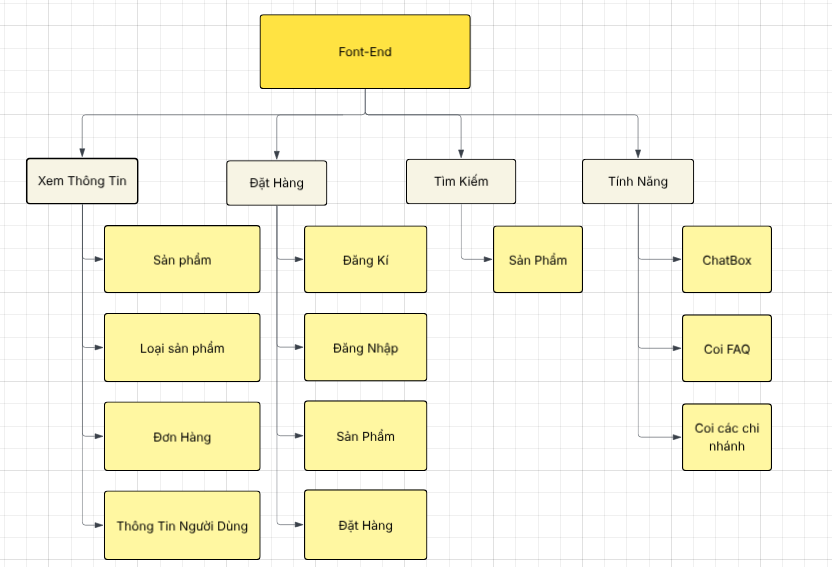 Font-End
Xem Thông Tin
Đặt Hàng
Tìm Kiếm
Tính Năng
Sản phẩm
Đăng Kí
Sản Phẩm
ChatBox
Loại sản phẩm
Đăng Nhập
Coi FAQ
Đơn Hàng
Sản Phẩm
Coi các chi
nhánh
Thông Tin Người Dùng
Đặt Hàng